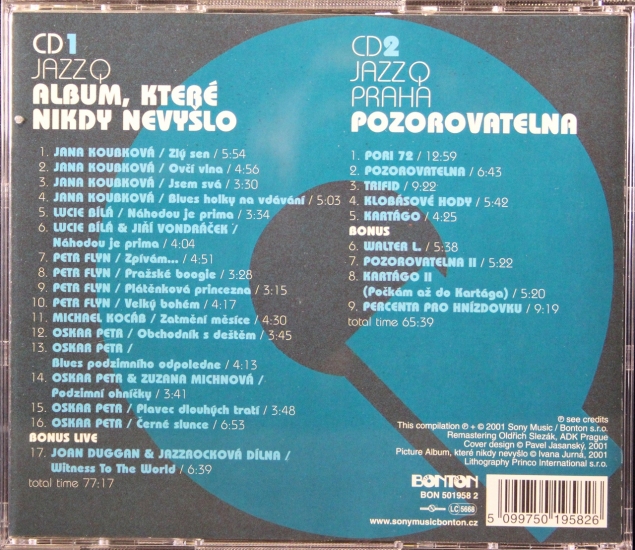 CD1
JAZZ Q
ALBUM, KTERÉ
NIKDY NEVYŠLO
1. JANA KOUBKOVÁ / Zlý sen / 5:54
2. JANA KOUBKOVÁ / Ovčí vlna / 4:56
3. JANA KOUBKOVÁ / Jsem svá / 3:30
4. JANA KOUBKOVÁ / Blues holky na vdávání / 5:03
5. LUCIE BÍLÁ / Náhodou je prima / 3:34
6. LUCIE BÍLÁ & JIŘÍ VONDRÁČEK /
Náhodou je prima / 4:04
7. PETR FLYN / Zpívám... / 4:51
8. PETR FLYN / Pražské boogie / 3:28
9. PETR FLYN / Plátěnková princezna / 3:15
10. PETR FLYN / Velký bohém / 4:17
11. MICHAEL KOCÁB / Zatmění měsíce / 4:30
12. OSKAR PETR / Obchodník s deštěm / 3:45
13. OSKAR PETR /
Blues podzimního odpoledne / 4:13
14. OSKAR PETR & ZUZANA MICHNOVÁ /
Podzimní ohníčky / 3:41
15. OSKAR PETR / Plavec dlouhých tratí / 3:48
16. OSKAR PETR / Černé slunce / 6:53
BONUS LIVE
17. JOAN DUGGAN & JAZZROCKOVÁ DÍLNA /
Witness To The World / 6:39
total time 77:17
CD2
JAZZ Q
PRAHA
POZOROVATELNA
1. PORI 72 / 12:59
2. POZOROVATELNA / 6:43
3. TRIFID / 9:22
4. KLOBÁSOVÉ HODY / 5:42
5. KARTÁGO / 4:25
BONUS
6. WALTER L. / 5:38
7. POZOROVATELNA II / 5:22
8. KARTÁGO II
(Počkám až do Kartága) / 5:20
9. PERCENTA PRO HNÍZDOVKU / 9:19
total time 65:39
℗ see credits
This compilation ℗ + © 2001 Sony Music / Bonton s.r.o.
Remastering Oldřich Slezák, ADK Prague
Cover design © Pavel Jasanský, 2001
Picture Album, které nikdy nevyšlo © Ivana Jurná, 2001
Lithography Princo International s.r.o.
BONTON
BON 501958 2
LC 5668
www.sonymusicbonton.cz
5 099750 195826